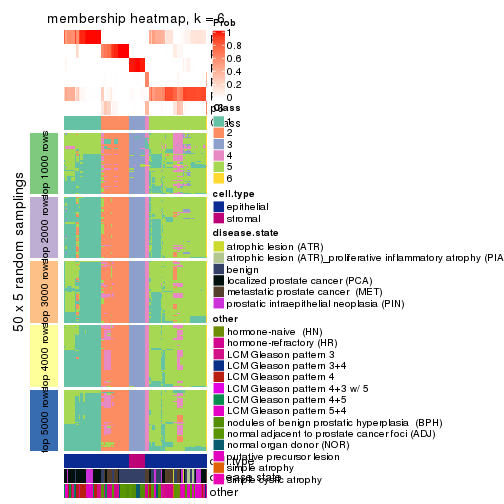 membership heatmap, k = 6
Prob
1
0.8
0.6
0.4
0.2
0
Class
1
2
3
4
5
6
cell.type
epithelial
stromal
disease.state
atrophic lesion (ATR)
atrophic lesion (ATR)_proliferative inflammatory atrophy (PIA
benign
localized prostate cancer (PCA)
metastatic prostate cancer (MET)
prostatic intraepithelial neoplasia (PIN)
other
hormone-naive (HN)
hormone-refractory (HR)
LCM Gleason pattern 3
LCM Gleason pattern 3+4
LCM Gleason pattern 4
LCM Gleason pattern 4+3 w/ 5
LCM Gleason pattern 4+5
LCM Gleason pattern 5+4
nodules of benign prostatic hyperplasia (BPH)
normal adjacent to prostate cancer foci (ADJ)
normal organ donor (NOR)
putative precursor lesion
simple atrophy
simple cystic atrophy
50 x 5 random samplings
top 1000 rows
top 2000 rows
top 3000 rows
top 4000 rows
top 5000 rows
cell.type
disease.state
other